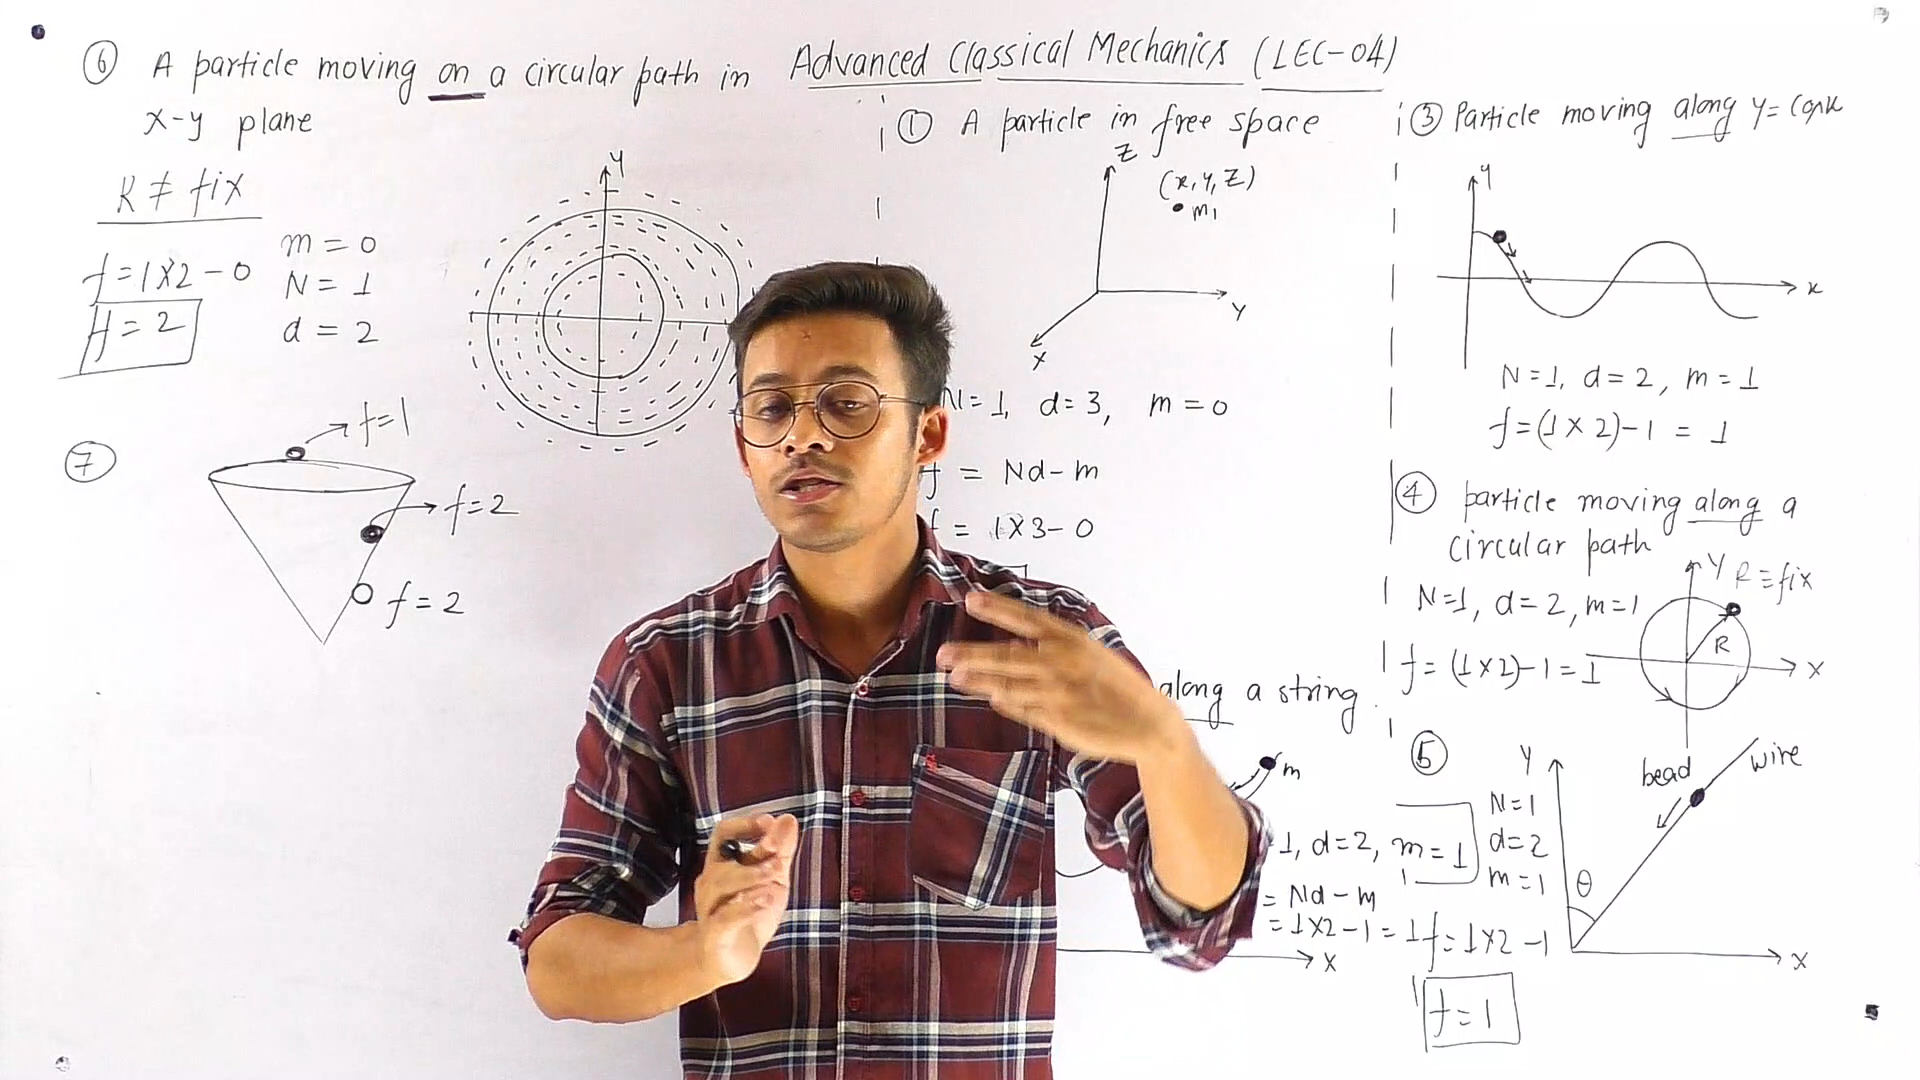 Advanced Classical Mechanics (LEC-04)
⑥ A particle moving on a circular path in
x-y plane
R ≠ fix
f = 1×2 - 0
f = 2
m = 0
N = 1
d = 2
y
⑦
f=1
f=2
f = 2
① A particle in free space
Z
(x, y, z)
m1
Y
X
N=1, d=3, m=0
f = Nd-m
f = 1×3-0
along a string
m
1, d=2, m=1
= Nd-m
= 1×2-1 = 1
X
③ Particle moving along y=
y
x
N=1, d=2, m=1
f=(1×2)-1 = 1
④ particle moving along a
circular path
N=1, d=2, m=1
f=(1×2)-1=1
Y
R=fix
R
X
⑤
N=1
d=2
m=1
f=1×2-1
f=1
Y
bead
wire
θ
X